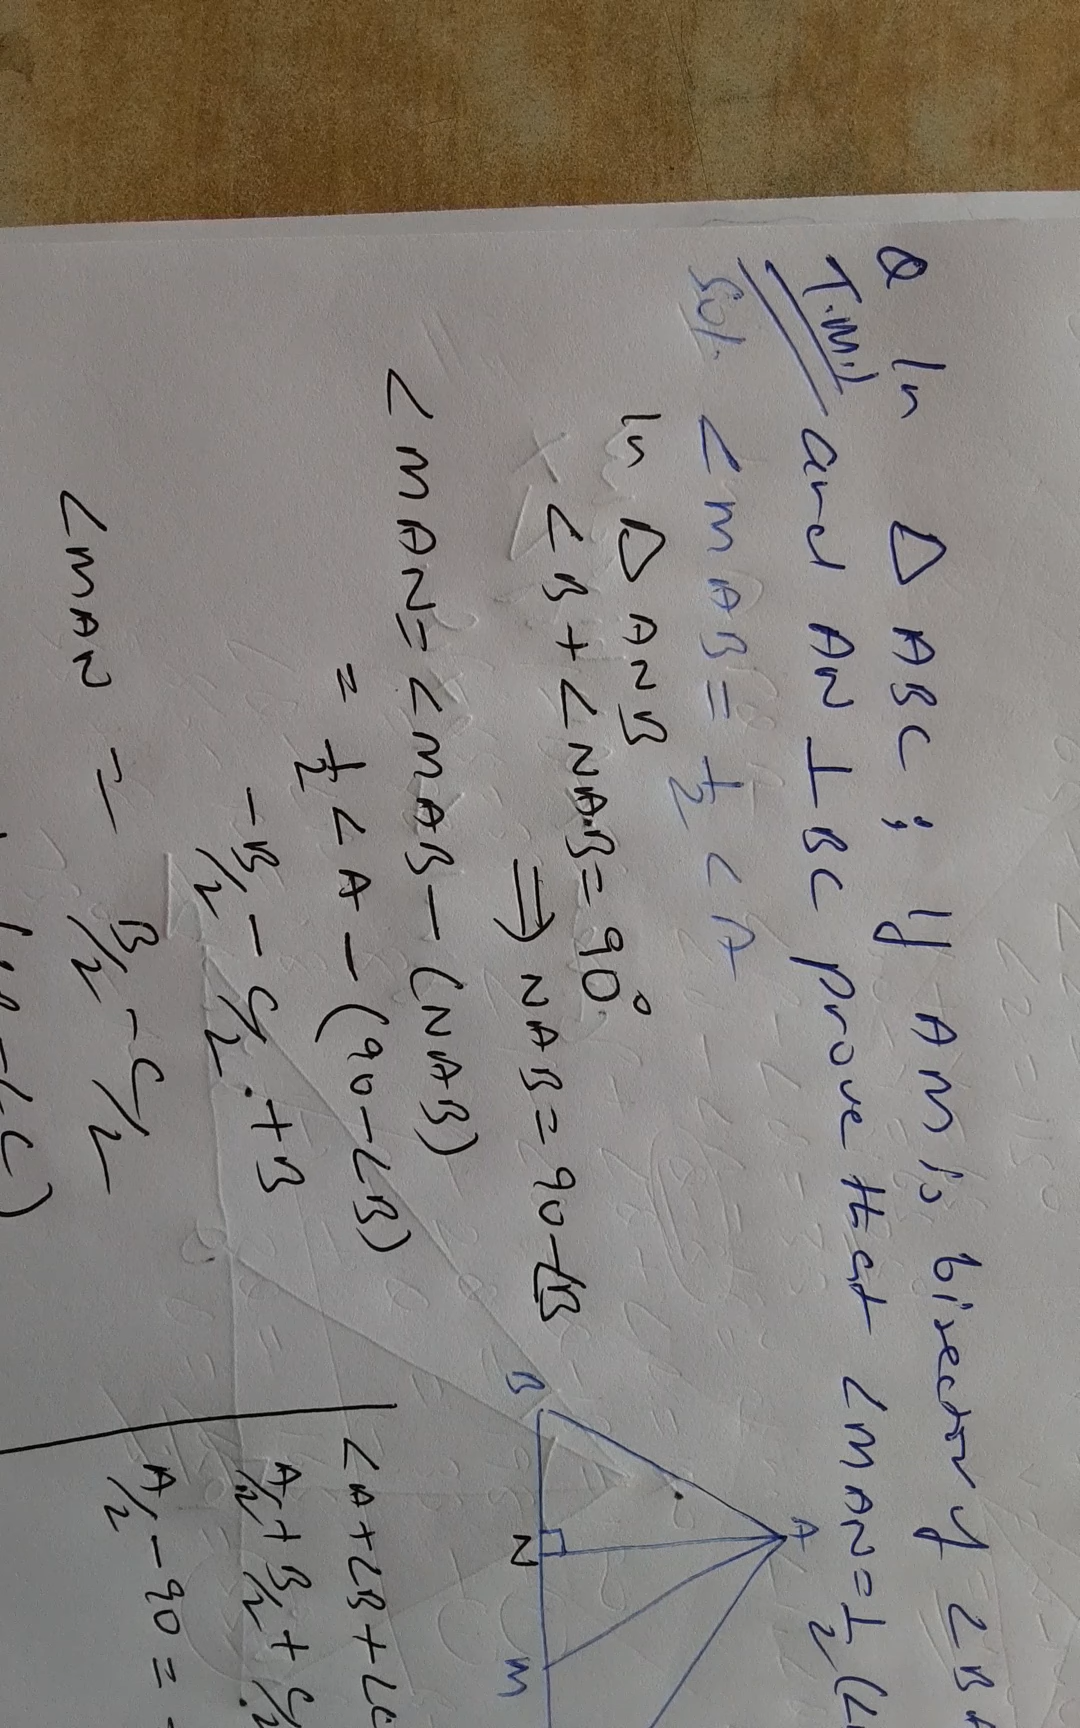 Q In △ ABC ; If AM is bisector of ∠B
T.M.I and AN ⊥ BC prove that ∠MAN = 1/2 (∠
Sol. ∠MAB = 1/2 ∠A
In △ ANB
∠B + ∠NAB = 90°
⇒ NAB = 90 - ∠B
∠MAN = ∠MAB - (NAB)
= 1/2 ∠A - (90 - ∠B)
- B/2 - C/2 + B
∠MAN = B/2 - C/2
A
B
N
M
∠A + ∠B + ∠C
A/2 + B/2 + C/2
A/2 - 90 = -